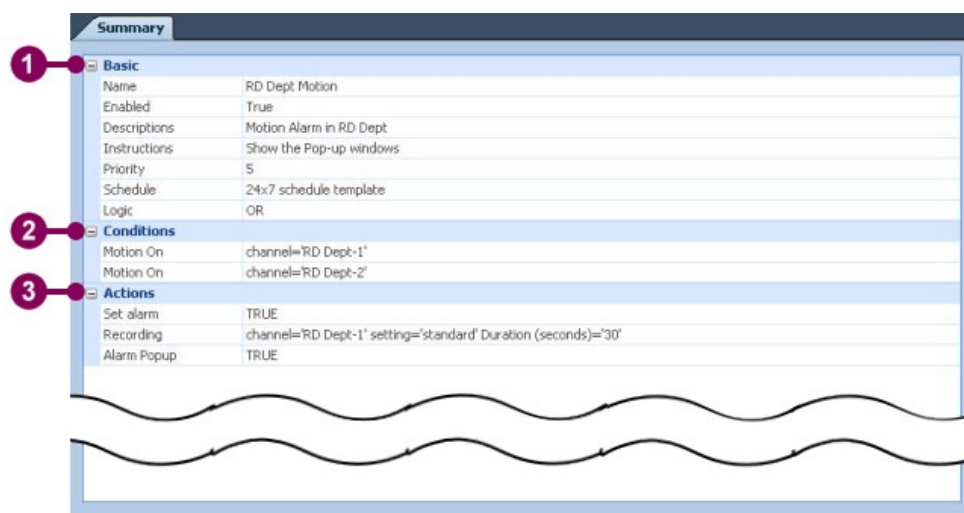 Summary
1 Basic
Name RD Dept Motion
Enabled True
Descriptions Motion Alarm in RD Dept
Instructions Show the Pop-up windows
Priority 5
Schedule 24x7 schedule template
Logic OR
2 Conditions
Motion On channel='RD Dept-1'
Motion On channel='RD Dept-2'
3 Actions
Set alarm TRUE
Recording channel='RD Dept-1' setting='standard' Duration (seconds)='30'
Alarm Popup TRUE